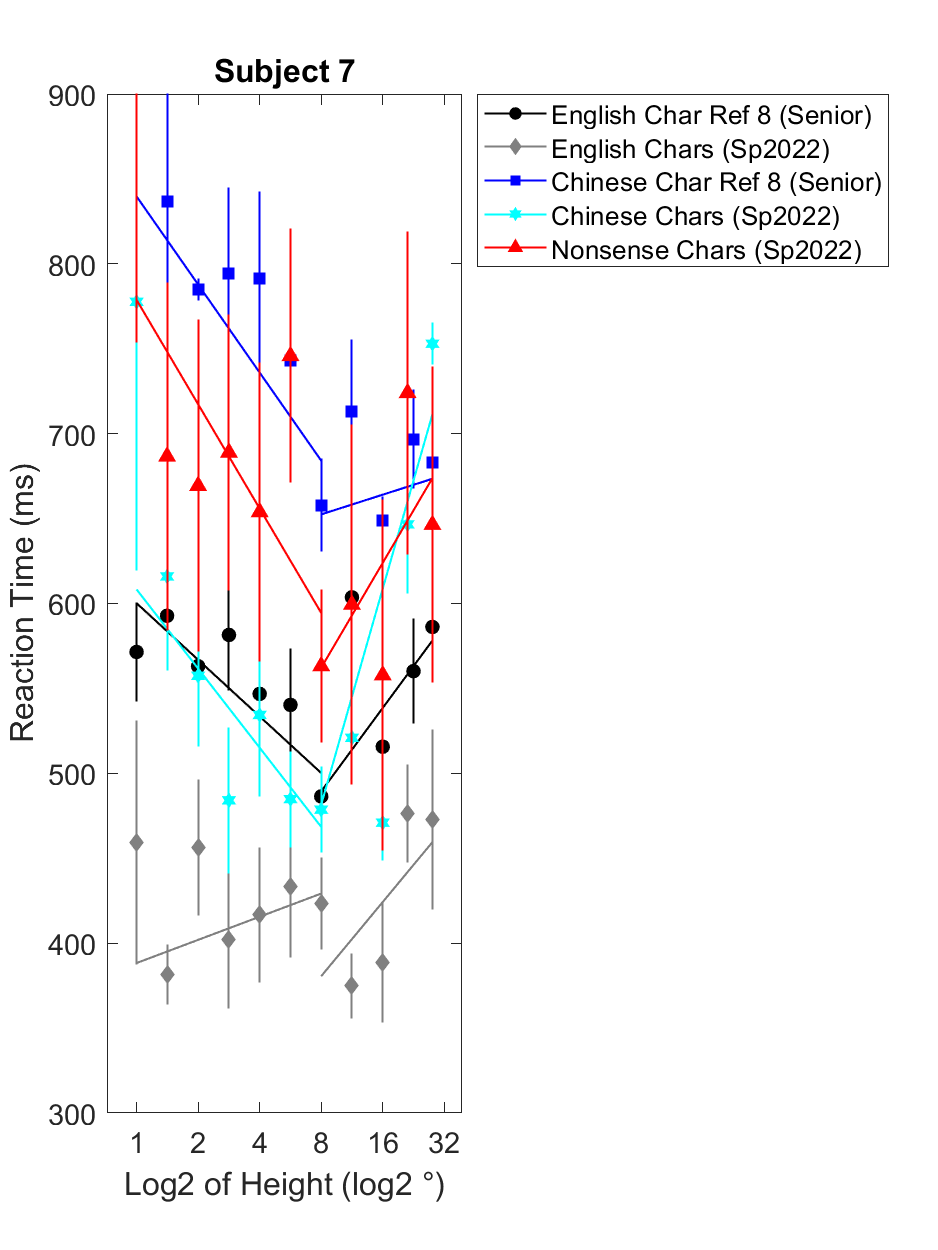 Subject 7
900
800
700
600
500
400
300
Reaction Time (ms)
1 2 4 8 16 32
Log2 of Height (log2 °)
English Char Ref 8 (Senior)
English Chars (Sp2022)
Chinese Char Ref 8 (Senior)
Chinese Chars (Sp2022)
Nonsense Chars (Sp2022)